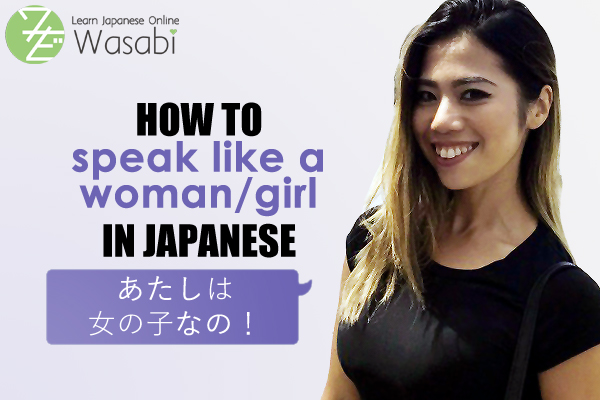 Learn Japanese Online
Wasabi
HOW TO
speak like a
woman/girl
IN JAPANESE
あたしは
女の子なの！